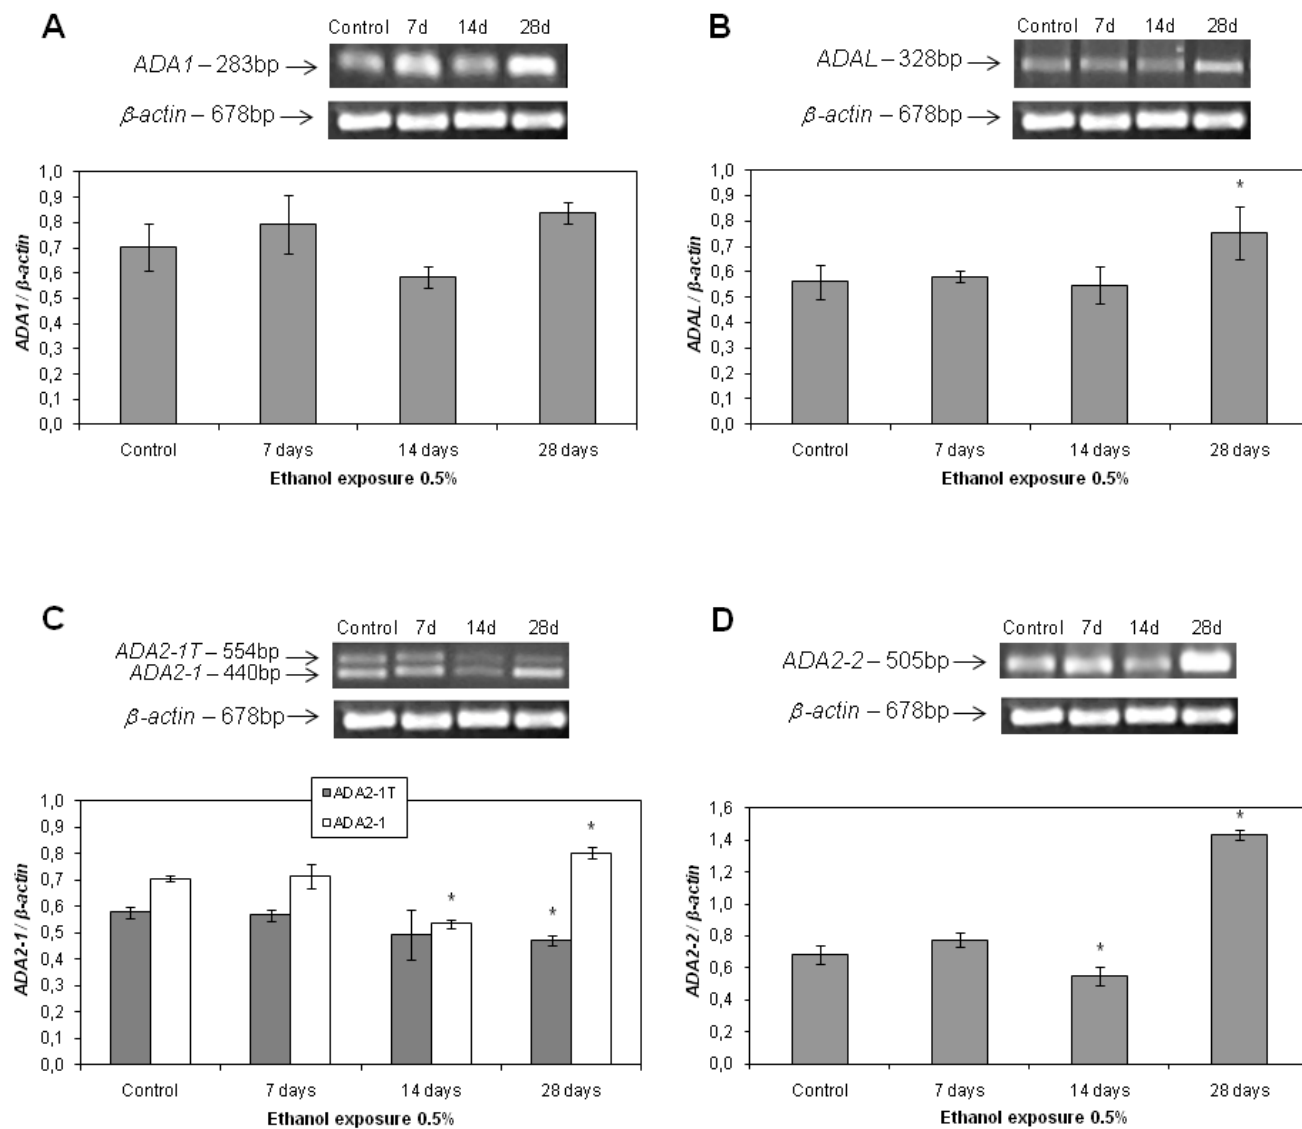 A
Control 7d 14d 28d
ADA1 – 283bp
β-actin – 678bp
1,0
0,9
0,8
0,7
0,6
0,5
0,4
0,3
0,2
0,1
0,0
ADA1 / β-actin
Control 7 days 14 days 28 days
Ethanol exposure 0.5%
B
Control 7d 14d 28d
ADAL – 328bp
β-actin – 678bp
1,0
0,9
0,8
0,7
0,6
0,5
0,4
0,3
0,2
0,1
0,0
ADAL / β-actin
*
Control 7 days 14 days 28 days
Ethanol exposure 0.5%
C
Control 7d 14d 28d
ADA2-1T – 554bp
ADA2-1 – 440bp
β-actin – 678bp
ADA2-1T
ADA2-1
1,0
0,9
0,8
0,7
0,6
0,5
0,4
0,3
0,2
0,1
0,0
ADA2-1 / β-actin
* * *
Control 7 days 14 days 28 days
Ethanol exposure 0.5%
D
Control 7d 14d 28d
ADA2-2 – 505bp
β-actin – 678bp
1,6
1,4
1,2
1,0
0,8
0,6
0,4
0,2
0,0
ADA2-2 / β-actin
* *
Control 7 days 14 days 28 days
Ethanol exposure 0.5%